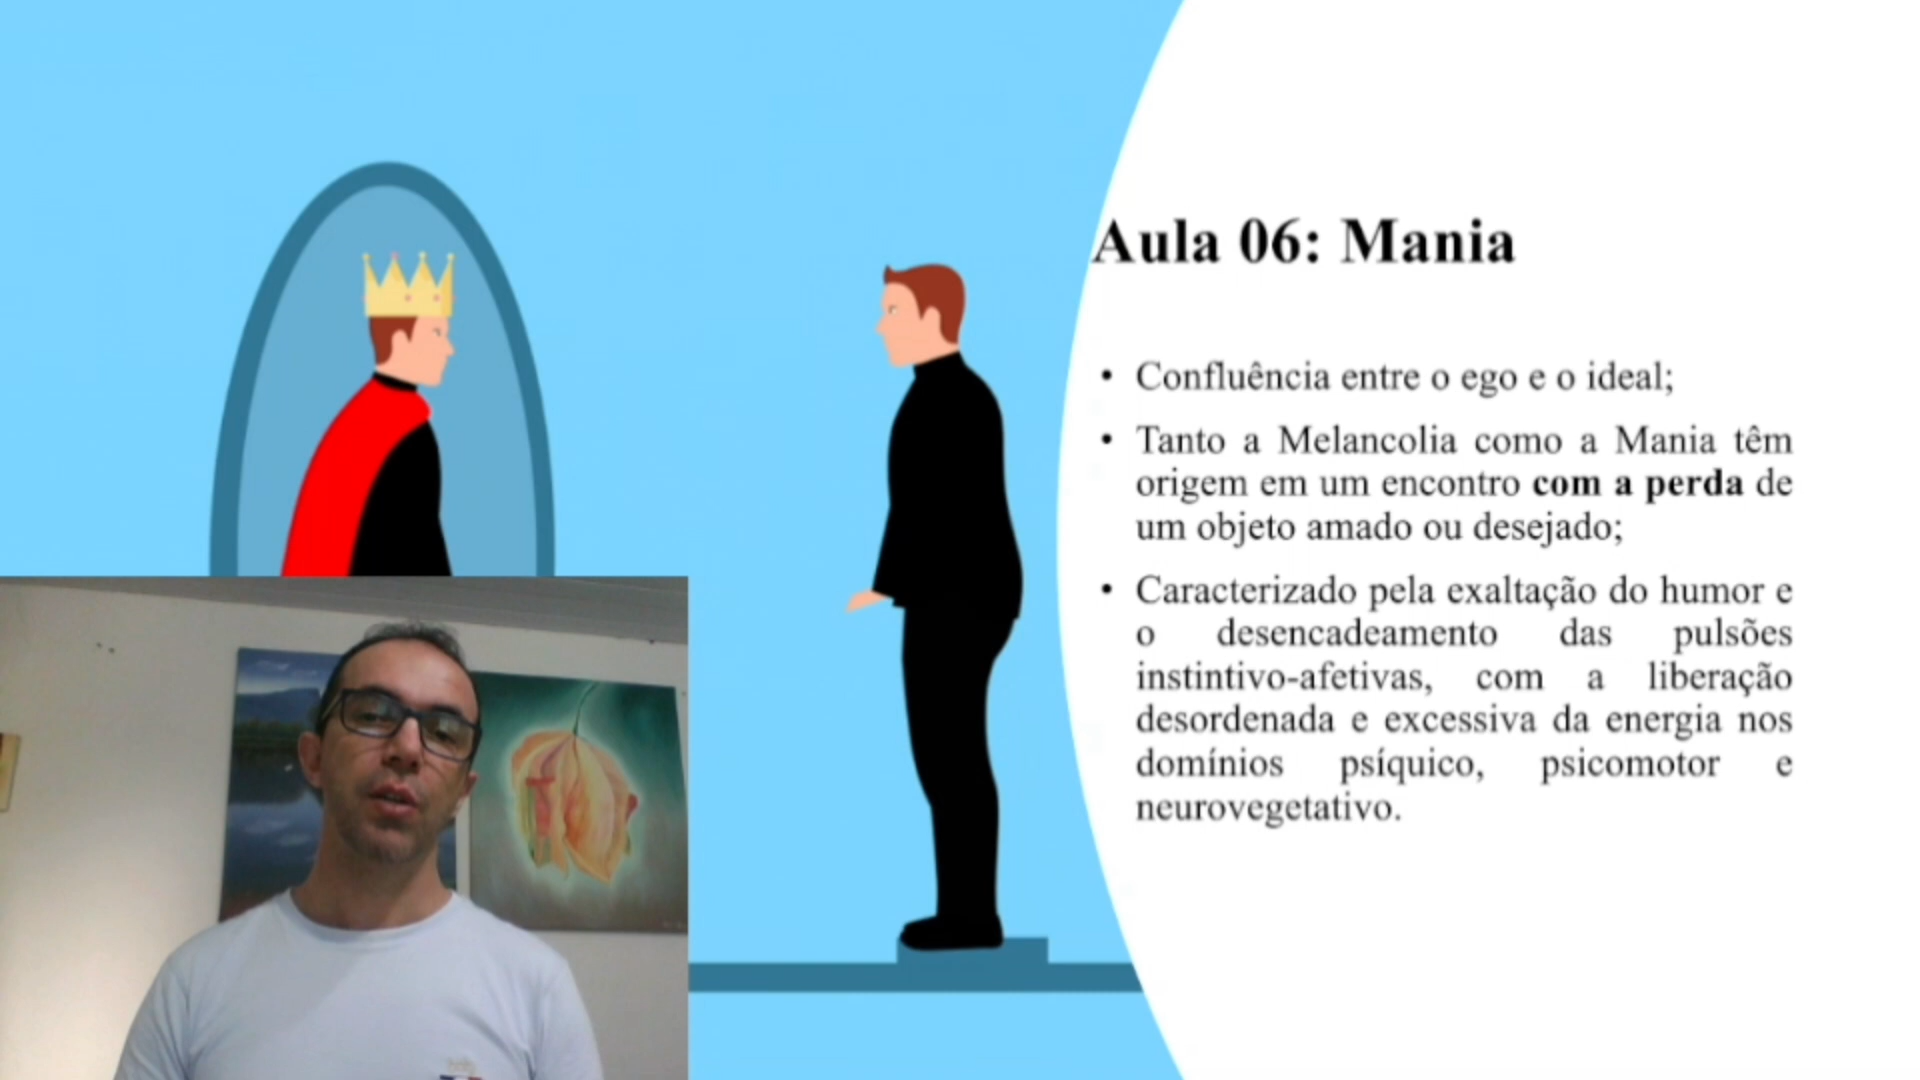 Aula 06: Mania
• Confluência entre o ego e o ideal;
• Tanto a Melancolia como a Mania têm
origem em um encontro com a perda de
um objeto amado ou desejado;
• Caracterizado pela exaltação do humor e
o desencadeamento das pulsões
instintivo-afetivas, com a liberação
desordenada e excessiva da energia nos
domínios psíquico, psicomotor e
neurovegetativo.